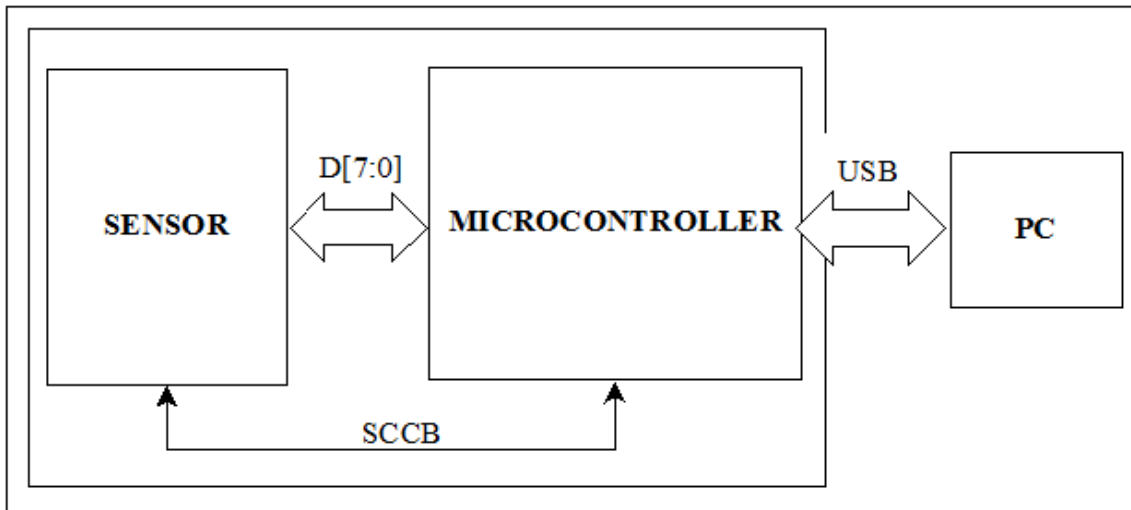 D[7:0]
USB
SENSOR
MICROCONTROLLER
PC
SCCB